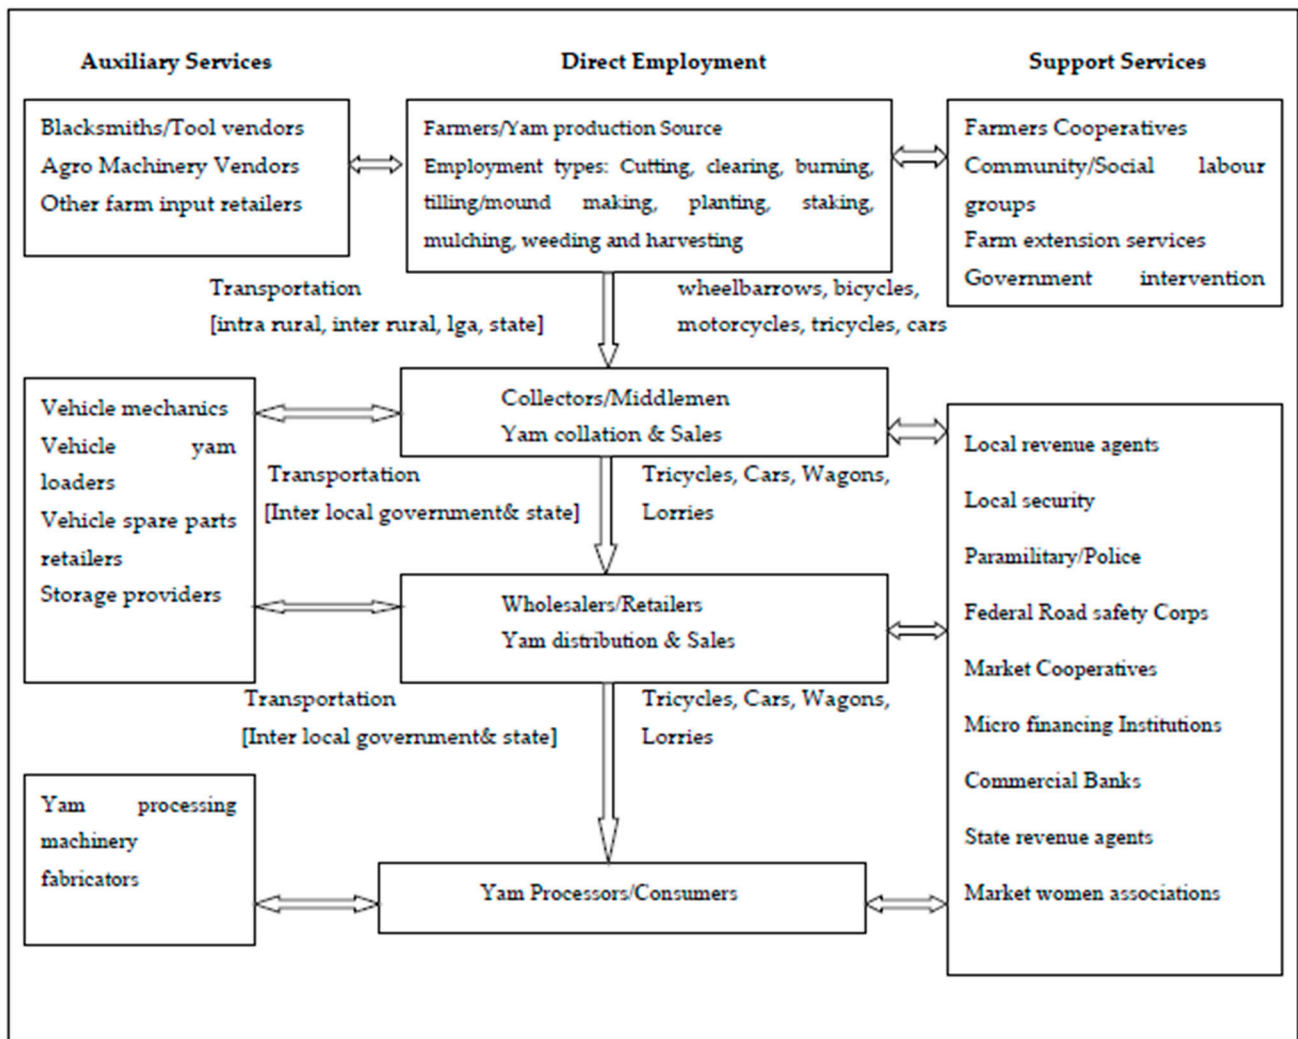 Auxiliary Services
Direct Employment
Support Services
Blacksmiths/Tool vendors
Agro Machinery Vendors
Other farm input retailers
Farmers/Yam production Source
Employment types: Cutting, clearing, burning,
tilling/mound making, planting, staking,
mulching, weeding and harvesting
Farmers Cooperatives
Community/Social labour
groups
Farm extension services
Government intervention
Transportation
[intra rural, inter rural, lga, state]
wheelbarrows, bicycles,
motorcycles, tricycles, cars
Vehicle mechanics
Vehicle yam
loaders
Vehicle spare parts
retailers
Storage providers
Collectors/Middlemen
Yam collation & Sales
Transportation
[Inter local government& state]
Tricycles, Cars, Wagons,
Lorries
Wholesalers/Retailers
Yam distribution & Sales
Transportation
[Inter local government& state]
Tricycles, Cars, Wagons,
Lorries
Local revenue agents
Local security
Paramilitary/Police
Federal Road safety Corps
Market Cooperatives
Micro financing Institutions
Commercial Banks
State revenue agents
Market women associations
Yam processing
machinery
fabricators
Yam Processors/Consumers